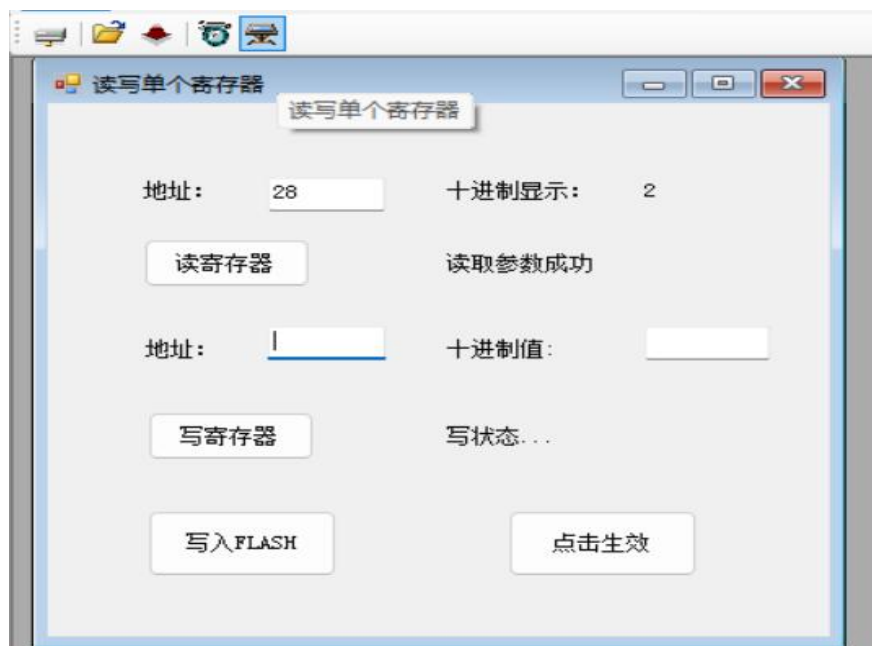 读写单个寄存器
读写单个寄存器
地址： 28 十进制显示： 2
读寄存器 读取参数成功
地址： 十进制值：
写寄存器 写状态...
写入FLASH 点击生效